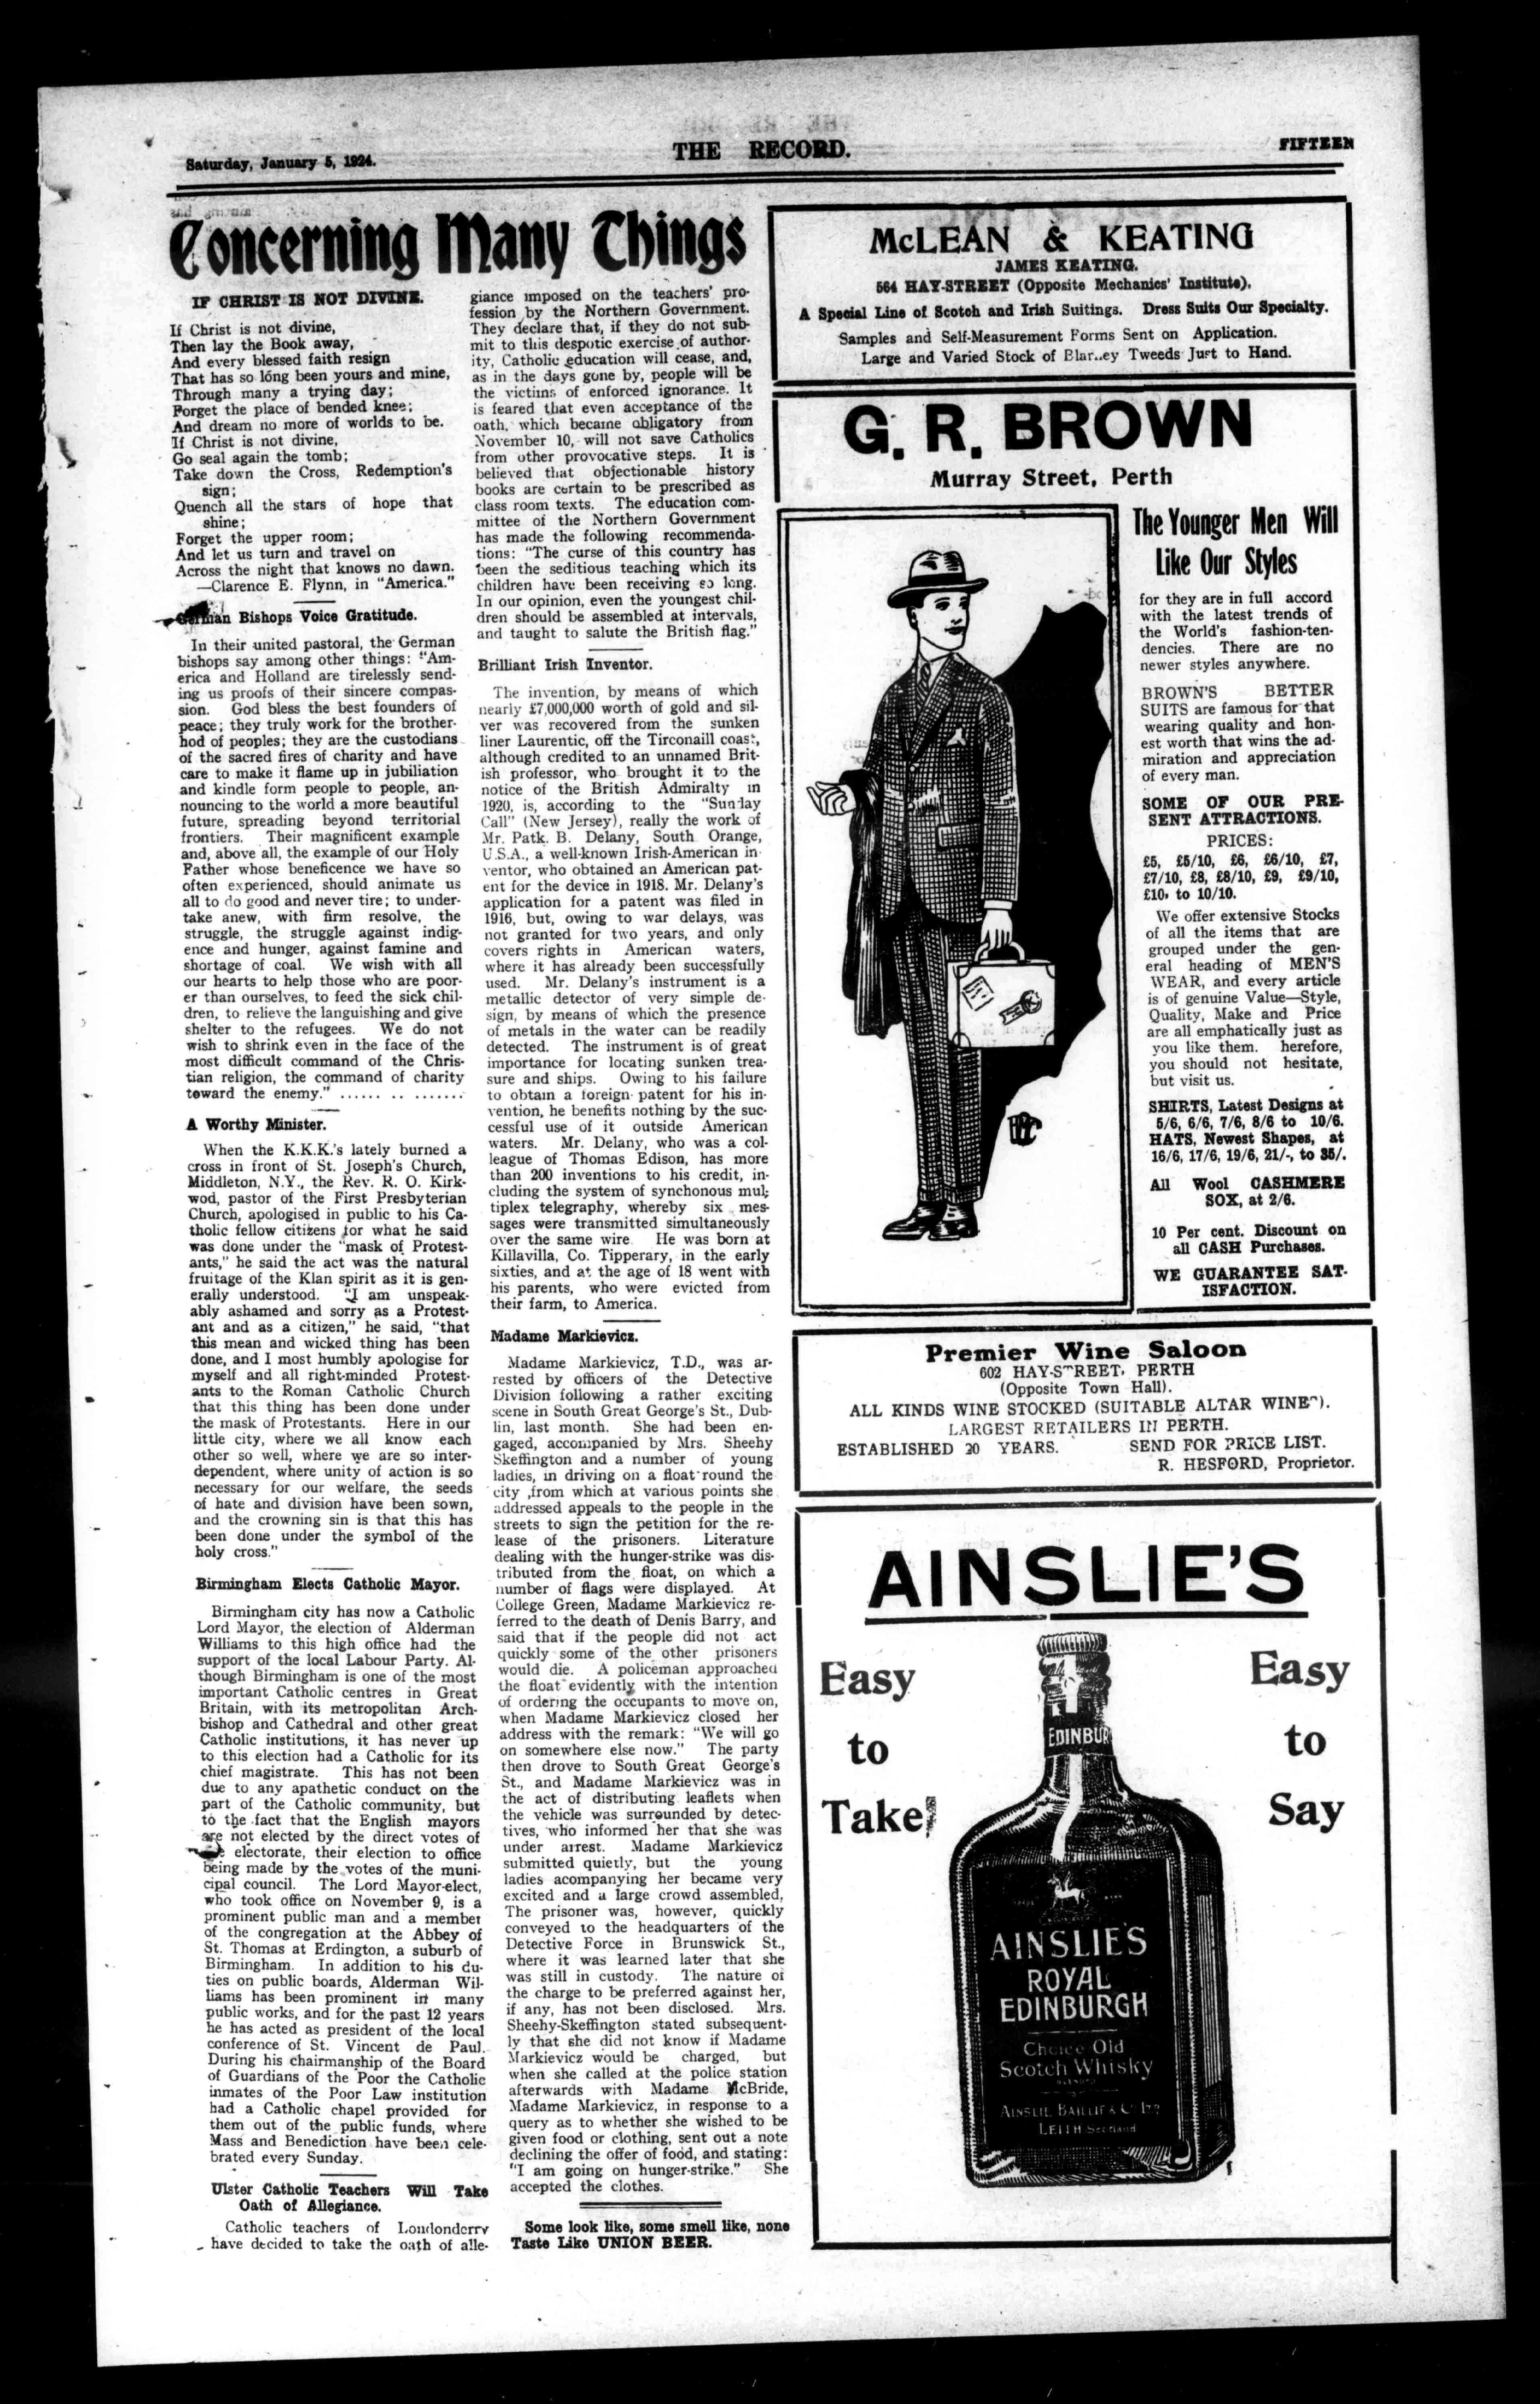 Saturday, January 5, 1924.
THE RECORD.
FIFTEEN
Concerning Many Things
IF CHRIST IS NOT DIVINE.
If Christ is not divine,
Then lay the Book away,
And every blessed faith resign
That has so long been yours and mine,
Through many a trying day;
Forget the place of bended knee;
And dream no more of worlds to be.
If Christ is not divine,
Go seal again the tomb;
Take down the Cross, Redemption's
sign;
Quench all the stars of hope that
shine;
Forget the upper room;
And let us turn and travel on
Across the night that knows no dawn.
—Clarence E. Flynn, in "America."
German Bishops Voice Gratitude.
In their united pastoral, the German
bishops say among other things: "Am-
erica and Holland are tirelessly send-
ing us proofs of their sincere compas-
sion. God bless the best founders of
peace; they truly work for the brother-
hod of peoples; they are the custodians
of the sacred fires of charity and have
care to make it flame up in jubiliation
and kindle form people to people, an-
nouncing to the world a more beautiful
future, spreading beyond territorial
frontiers. Their magnificent example
and, above all, the example of our Holy
Father whose beneficence we have so
often experienced, should animate us
all to do good and never tire; to under-
take anew, with firm resolve, the
struggle, the struggle against indig-
ence and hunger, against famine and
shortage of coal. We wish with all
our hearts to help those who are poor-
er than ourselves, to feed the sick chil-
dren, to relieve the languishing and give
shelter to the refugees. We do not
wish to shrink even in the face of the
most difficult command of the Chris-
tian religion, the command of charity
toward the enemy." ...... .. .......
A Worthy Minister.
When the K.K.K.'s lately burned a
cross in front of St. Joseph's Church,
Middleton, N.Y., the Rev. R. O. Kirk-
wod, pastor of the First Presbyterian
Church, apologised in public to his Ca-
tholic fellow citizens for what he said
was done under the "mask of Protest-
ants," he said the act was the natural
fruitage of the Klan spirit as it is gen-
erally understood. "I am unspeak-
ably ashamed and sorry as a Protest-
ant and as a citizen," he said, "that
this mean and wicked thing has been
done, and I most humbly apologise for
myself and all right-minded Protest-
ants to the Roman Catholic Church
that this thing has been done under
the mask of Protestants. Here in our
little city, where we all know each
other so well, where we are so inter-
dependent, where unity of action is so
necessary for our welfare, the seeds
of hate and division have been sown,
and the crowning sin is that this has
been done under the symbol of the
holy cross."
Birmingham Elects Catholic Mayor.
Birmingham city has now a Catholic
Lord Mayor, the election of Alderman
Williams to this high office had the
support of the local Labour Party. Al-
though Birmingham is one of the most
important Catholic centres in Great
Britain, with its metropolitan Arch-
bishop and Cathedral and other great
Catholic institutions, it has never up
to this election had a Catholic for its
chief magistrate. This has not been
due to any apathetic conduct on the
part of the Catholic community, but
to the fact that the English mayors
are not elected by the direct votes of
electorate, their election to office
being made by the votes of the muni-
cipal council. The Lord Mayor-elect,
who took office on November 9, is a
prominent public man and a member
of the congregation at the Abbey of
St. Thomas at Erdington, a suburb of
Birmingham. In addition to his du-
ties on public boards, Alderman Wil-
liams has been prominent in many
public works, and for the past 12 years
he has acted as president of the local
conference of St. Vincent de Paul.
During his chairmanship of the Board
of Guardians of the Poor the Catholic
inmates of the Poor Law institution
had a Catholic chapel provided for
them out of the public funds, where
Mass and Benediction have been cele-
brated every Sunday.
Ulster Catholic Teachers Will Take
Oath of Allegiance.
Catholic teachers of Londonderry
have decided to take the oath of alle-
giance imposed on the teachers' pro-
fession by the Northern Government.
They declare that, if they do not sub-
mit to this despotic exercise of author-
ity, Catholic education will cease, and,
as in the days gone by, people will be
the victims of enforced ignorance. It
is feared that even acceptance of the
oath, which became obligatory from
November 10, will not save Catholics
from other provocative steps. It is
believed that objectionable history
books are certain to be prescribed as
class room texts. The education com-
mittee of the Northern Government
has made the following recommenda-
tions: "The curse of this country has
been the seditious teaching which its
children have been receiving so long.
In our opinion, even the youngest chil-
dren should be assembled at intervals,
and taught to salute the British flag."
Brilliant Irish Inventor.
The invention, by means of which
nearly £7,000,000 worth of gold and sil-
ver was recovered from the sunken
liner Laurentic, off the Tirconaill coast,
although credited to an unnamed Brit-
ish professor, who brought it to the
notice of the British Admiralty in
1920, is, according to the "Sunday
Call" (New Jersey), really the work of
Mr. Patk. B. Delany, South Orange,
U.S.A., a well-known Irish-American in-
ventor, who obtained an American pat-
ent for the device in 1918. Mr. Delany's
application for a patent was filed in
1916, but, owing to war delays, was
not granted for two years, and only
covers rights in American waters,
where it has already been successfully
used. Mr. Delany's instrument is a
metallic detector of very simple de-
sign, by means of which the presence
of metals in the water can be readily
detected. The instrument is of great
importance for locating sunken trea-
sure and ships. Owing to his failure
to obtain a foreign patent for his in-
vention, he benefits nothing by the suc-
cessful use of it outside American
waters. Mr. Delany, who was a col-
league of Thomas Edison, has more
than 200 inventions to his credit, in-
cluding the system of synchonous mul;
tiplex telegraphy, whereby six mes-
sages were transmitted simultaneously
over the same wire He was born at
Killavilla, Co. Tipperary, in the early
sixties, and at the age of 18 went with
his parents, who were evicted from
their farm, to America.
Madame Markievicz.
Madame Markievicz, T.D., was ar-
rested by officers of the Detective
Division following a rather exciting
scene in South Great George's St., Dub-
lin, last month. She had been en-
gaged, accompanied by Mrs. Sheehy
Skeffington and a number of young
ladies, in driving on a float round the
city ,from which at various points she
addressed appeals to the people in the
streets to sign the petition for the re-
lease of the prisoners. Literature
dealing with the hunger-strike was dis-
tributed from the float, on which a
number of flags were displayed. At
College Green, Madame Markievicz re-
ferred to the death of Denis Barry, and
said that if the people did not act
quickly some of the other prisoners
would die. A policeman approached
the float evidently with the intention
of ordering the occupants to move on,
when Madame Markievicz closed her
address with the remark: "We will go
on somewhere else now." The party
then drove to South Great George's
St., and Madame Markievicz was in
the act of distributing leaflets when
the vehicle was surrounded by detec-
tives, who informed her that she was
under arrest. Madame Markievicz
submitted quietly, but the young
ladies acompanying her became very
excited and a large crowd assembled.
The prisoner was, however, quickly
conveyed to the headquarters of the
Detective Force in Brunswick St.,
where it was learned later that she
was still in custody. The nature of
the charge to be preferred against her,
if any, has not been disclosed. Mrs.
Sheehy-Skeffington stated subsequent-
ly that she did not know if Madame
Markievicz would be charged, but
when she called at the police station
afterwards with Madame McBride,
Madame Markievicz, in response to a
query as to whether she wished to be
given food or clothing, sent out a note
declining the offer of food, and stating:
"I am going on hunger-strike." She
accepted the clothes.
Some look like, some smell like, none
Taste Like UNION BEER.
McLEAN & KEATING
JAMES KEATING.
564 HAY-STREET (Opposite Mechanics' Institute).
A Special Line of Scotch and Irish Suitings. Dress Suits Our Specialty.
Samples and Self-Measurement Forms Sent on Application.
Large and Varied Stock of Blarney Tweeds Just to Hand.
G. R. BROWN
Murray Street, Perth
The Younger Men Will
Like Our Styles
for they are in full accord
with the latest trends of
the World's fashion-ten-
dencies. There are no
newer styles anywhere.
BROWN'S BETTER
SUITS are famous for that
wearing quality and hon-
est worth that wins the ad-
miration and appreciation
of every man.
SOME OF OUR PRE-
SENT ATTRACTIONS.
PRICES:
£5, £5/10, £6, £6/10, £7,
£7/10, £8, £8/10, £9, £9/10,
£10, to 10/10.
We offer extensive Stocks
of all the items that are
grouped under the gen-
eral heading of MEN'S
WEAR, and every article
is of genuine Value—Style,
Quality, Make and Price
are all emphatically just as
you like them. herefore,
you should not hesitate,
but visit us.
SHIRTS, Latest Designs at
5/6, 6/6, 7/6, 8/6 to 10/6.
HATS, Newest Shapes, at
16/6, 17/6, 19/6, 21/-, to 35/.
All Wool CASHMERE
SOX, at 2/6.
10 Per cent. Discount on
all CASH Purchases.
WE GUARANTEE SAT-
ISFACTION.
Premier Wine Saloon
602 HAY-STREET, PERTH
(Opposite Town Hall).
ALL KINDS WINE STOCKED (SUITABLE ALTAR WINE).
LARGEST RETAILERS IN PERTH.
ESTABLISHED 20 YEARS. SEND FOR PRICE LIST.
R. HESFORD, Proprietor.
AINSLIE'S
Easy
to
Take
Easy
to
Say
EDINBUR
AINSLIE'S
ROYAL
EDINBURGH
Choice Old
Scotch Whisky
AINSLIE, BAILLIE & Co Ltd
LEITH Scotland